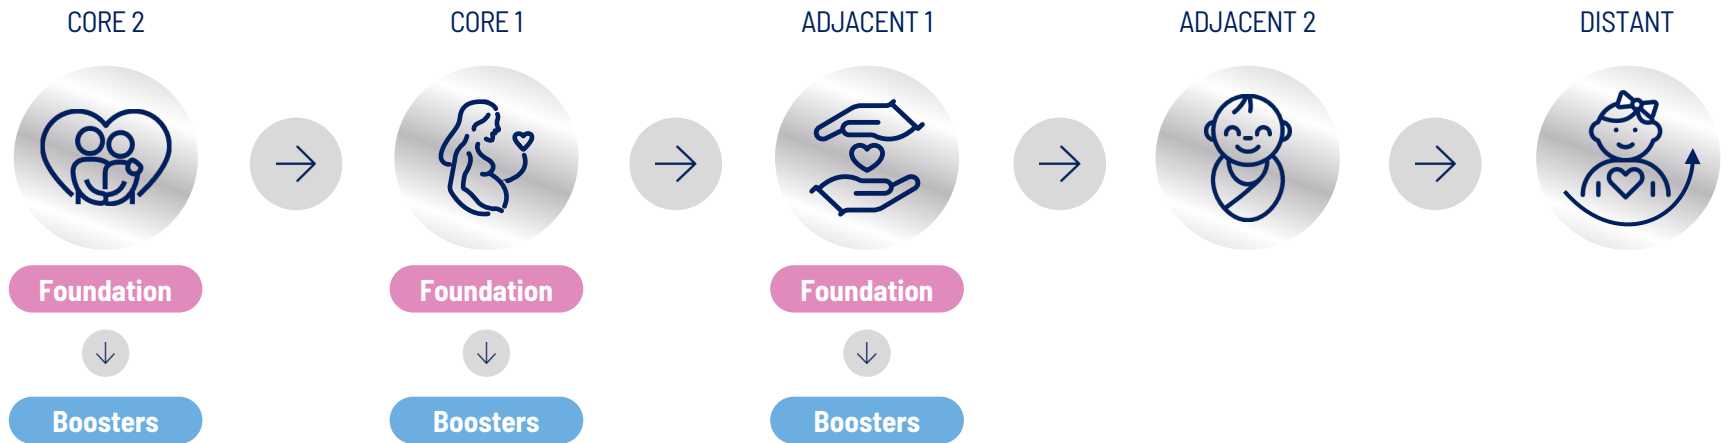 CORE 2
CORE 1
ADJACENT 1
ADJACENT 2
DISTANT
Foundation
Foundation
Foundation
Boosters
Boosters
Boosters